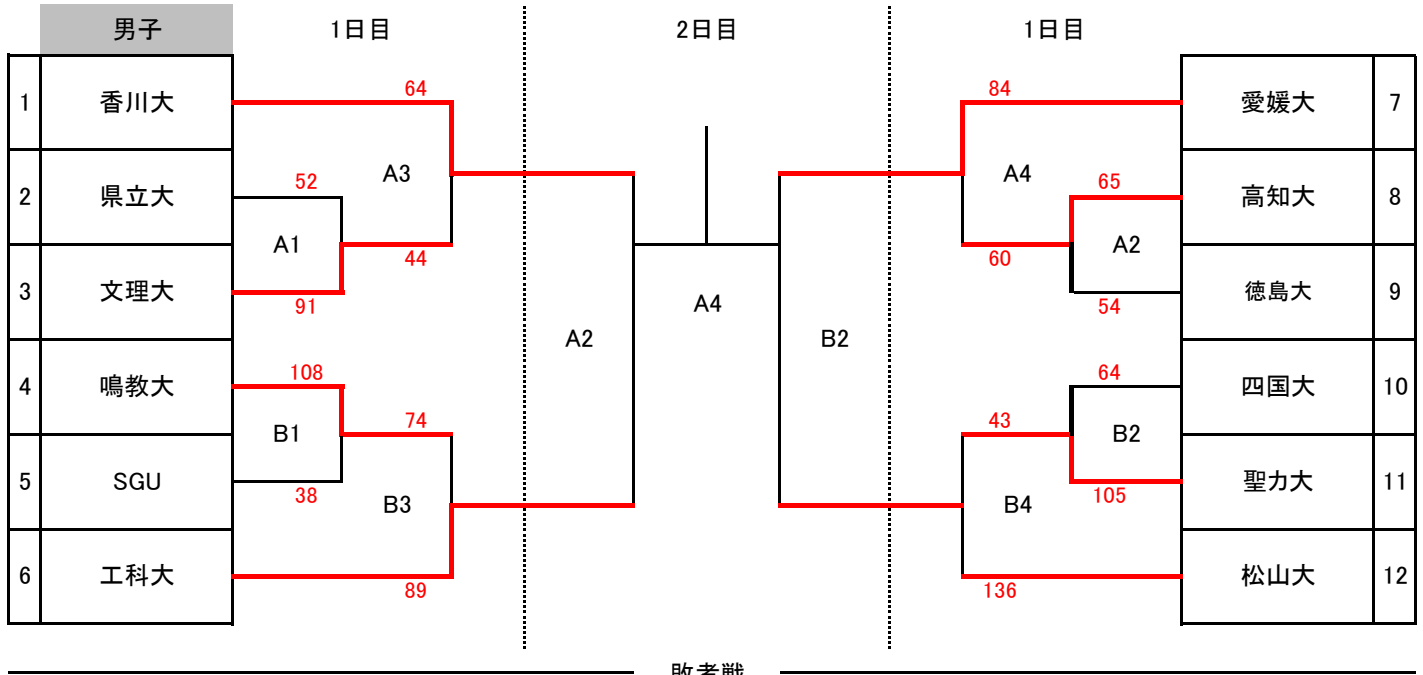 男子 1日目 2日目 1日目
64 84
1 香川大 愛媛大 7
A3 A4
52 65
2 県立大 高知大 8
A1 A2
44 60
3 文理大 徳島大 9
91 54
A4
A2 B2
108 64
4 鳴教大 四国大 10
74 43
B1 B2
5 SGU 聖カ大 11
38 105
B3 B4
6 工科大 松山大 12
89 136
敗者戦